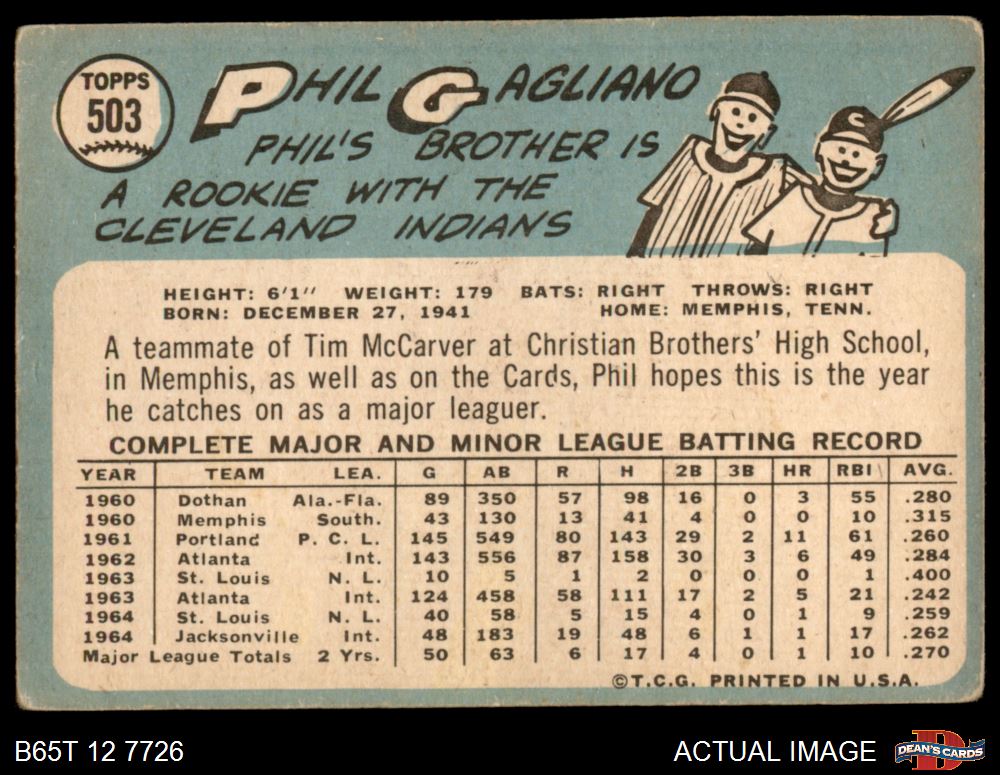 TOPPS
503
PHIL GAGLIANO
PHIL'S BROTHER IS
A ROOKIE WITH THE
CLEVELAND INDIANS
C
HEIGHT: 6'1" WEIGHT: 179 BATS: RIGHT THROWS: RIGHT
BORN: DECEMBER 27, 1941 HOME: MEMPHIS, TENN.
A teammate of Tim McCarver at Christian Brothers' High School,
in Memphis, as well as on the Cards, Phil hopes this is the year
he catches on as a major leaguer.
COMPLETE MAJOR AND MINOR LEAGUE BATTING RECORD
YEAR TEAM LEA. G AB R H 2B 3B HR RBI AVG.
1960 Dothan Ala.-Fla. 89 350 57 98 16 0 3 55 .280
1960 Memphis South. 43 130 13 41 4 0 0 10 .315
1961 Portland P. C. L. 145 549 80 143 29 2 11 61 .260
1962 Atlanta Int. 143 556 87 158 30 3 6 49 .284
1963 St. Louis N. L. 10 5 1 2 0 0 0 1 .400
1963 Atlanta Int. 124 458 58 111 17 2 5 21 .242
1964 St. Louis N. L. 40 58 5 15 4 0 1 9 .259
1964 Jacksonville Int. 48 183 19 48 6 1 1 17 .262
Major League Totals 2 Yrs. 50 63 6 17 4 0 1 10 .270
©T.C.G. PRINTED IN U.S.A.
B65T 12 7726 ACTUAL IMAGE
D
DEAN'S CARDS